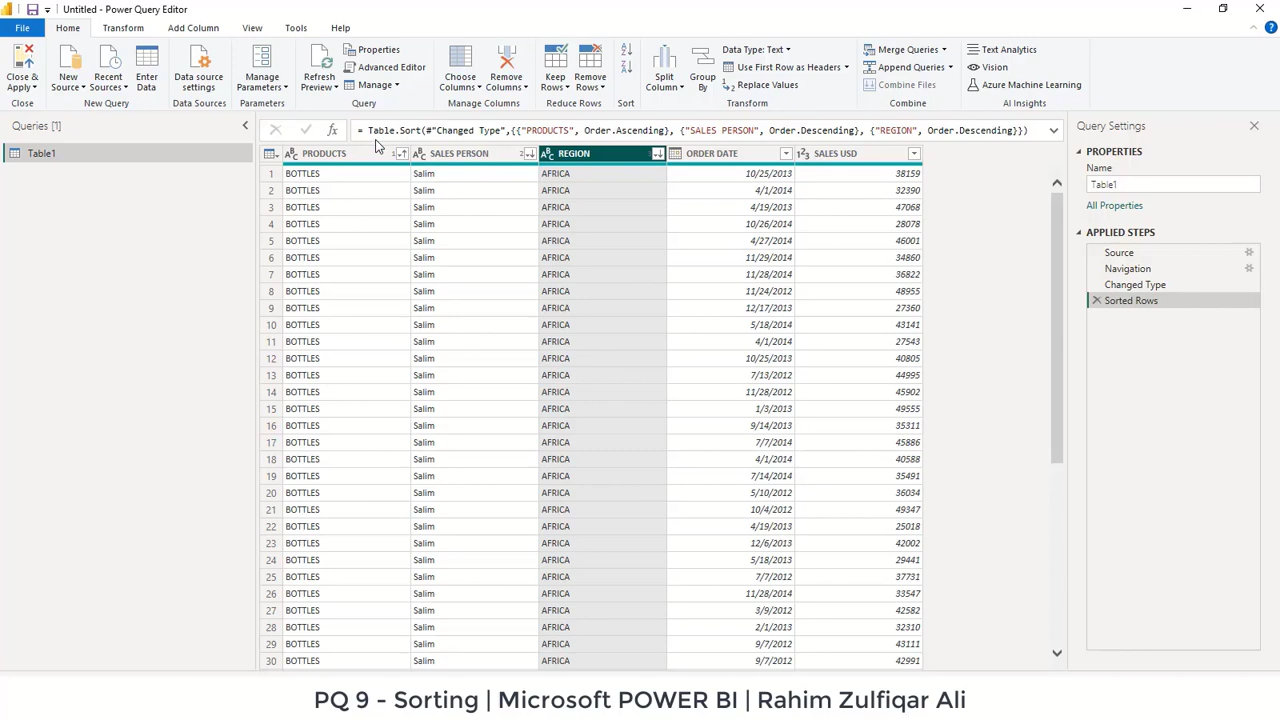 Untitled - Power Query Editor
File Home Transform Add Column View Tools Help
Close & Apply New Source Recent Sources Enter Data Data source settings Manage Parameters Refresh Preview Properties Advanced Editor Manage Choose Columns Remove Columns Keep Rows Remove Rows Split Column Group By Data Type: Text Use First Row as Headers Replace Values Merge Queries Append Files Combine Files Text Analytics Vision Azure Machine Learning
Close New Query Data Sources Parameters Query Manage Columns Reduce Rows Sort Transform Combine AI Insights
Queries [1]
Table1
= Table.Sort(#"Changed Type",{{"PRODUCTS", Order.Ascending}, {"SALES PERSON", Order.Descending}, {"REGION", Order.Descending}})
PRODUCTS SALES PERSON REGION ORDER DATE SALES USD
1 BOTTLES Salim AFRICA 10/25/2013 38159
2 BOTTLES Salim AFRICA 4/1/2014 32390
3 BOTTLES Salim AFRICA 4/19/2013 47068
4 BOTTLES Salim AFRICA 10/26/2014 28078
5 BOTTLES Salim AFRICA 4/27/2014 46001
6 BOTTLES Salim AFRICA 11/29/2014 34860
7 BOTTLES Salim AFRICA 11/28/2014 36822
8 BOTTLES Salim AFRICA 11/24/2012 48955
9 BOTTLES Salim AFRICA 12/17/2013 27360
10 BOTTLES Salim AFRICA 5/18/2014 43141
11 BOTTLES Salim AFRICA 4/1/2014 27543
12 BOTTLES Salim AFRICA 10/25/2013 40805
13 BOTTLES Salim AFRICA 7/13/2012 44995
14 BOTTLES Salim AFRICA 11/28/2012 45902
15 BOTTLES Salim AFRICA 1/3/2013 49555
16 BOTTLES Salim AFRICA 9/14/2013 35311
17 BOTTLES Salim AFRICA 7/7/2014 45886
18 BOTTLES Salim AFRICA 4/1/2014 40588
19 BOTTLES Salim AFRICA 7/14/2014 35491
20 BOTTLES Salim AFRICA 5/10/2012 36034
21 BOTTLES Salim AFRICA 10/4/2012 49347
22 BOTTLES Salim AFRICA 4/19/2013 25018
23 BOTTLES Salim AFRICA 12/6/2013 42002
24 BOTTLES Salim AFRICA 5/18/2013 29441
25 BOTTLES Salim AFRICA 7/7/2012 37731
26 BOTTLES Salim AFRICA 11/28/2014 33547
27 BOTTLES Salim AFRICA 3/9/2012 42582
28 BOTTLES Salim AFRICA 2/1/2013 32310
29 BOTTLES Salim AFRICA 9/7/2012 43111
30 BOTTLES Salim AFRICA 9/7/2012 42991
Query Settings
PROPERTIES
Name
Table1
All Properties
APPLIED STEPS
Source
Navigation
Changed Type
Sorted Rows
PQ 9 - Sorting | Microsoft POWER BI | Rahim Zulfiqar Ali